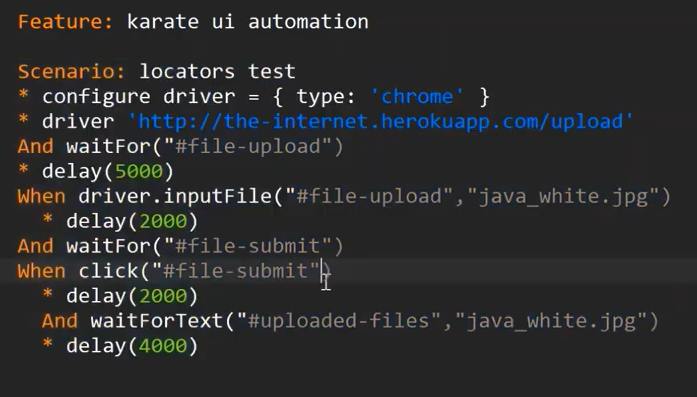 Feature: karate ui automation
Scenario: locators test
* configure driver = { type: 'chrome' }
* driver 'http://the-internet.herokuapp.com/upload'
And waitFor("#file-upload")
* delay(5000)
When driver.inputFile("#file-upload","java_white.jpg")
* delay(2000)
And waitFor("#file-submit")
When click("#file-submit")
* delay(2000)
And waitForText("#uploaded-files","java_white.jpg")
* delay(4000)